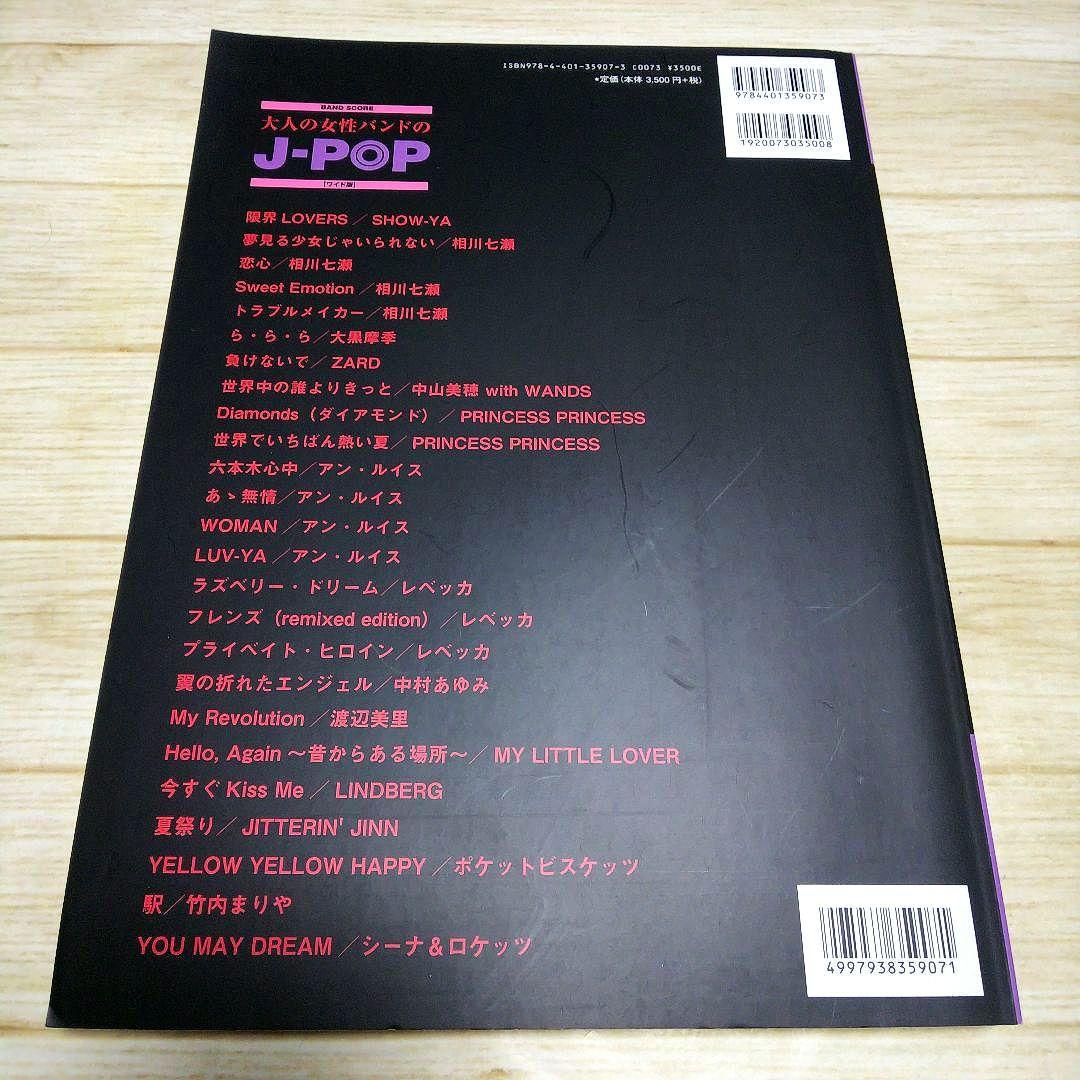 ISBN978-4-401-35907-3 C0073 ¥3500E
*定価(本体 3,500円+税)
9784401359073
1920073035008
BAND SCORE
大人の女性バンドの
J-POP
[ワイド版]
限界 LOVERS / SHOW-YA
夢見る少女じゃいられない/相川七瀬
恋心/相川七瀬
Sweet Emotion /相川七瀬
トラブルメイカー/相川七瀬
ら・ら・ら/大黒摩季
負けないで/ ZARD
世界中の誰よりきっと/中山美穂 with WANDS
Diamonds(ダイアモンド)/ PRINCESS PRINCESS
世界でいちばん熱い夏/ PRINCESS PRINCESS
六本木心中/アン・ルイス
あゝ無情/アン・ルイス
WOMAN /アン・ルイス
LUV-YA /アン・ルイス
ラズベリー・ドリーム/レベッカ
フレンズ(remixed edition)/レベッカ
プライベイト・ヒロイン/レベッカ
翼の折れたエンジェル/中村あゆみ
My Revolution /渡辺美里
Hello, Again 〜昔からある場所〜/ MY LITTLE LOVER
今すぐ Kiss Me / LINDBERG
夏祭り/ JITTERIN' JINN
YELLOW YELLOW HAPPY /ポケットビスケッツ
駅/竹内まりや
YOU MAY DREAM /シーナ&ロケッツ
4997938359071